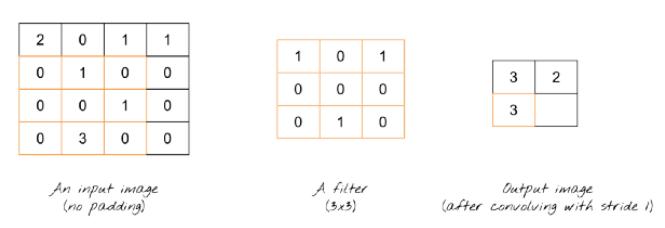 2 0 1 1
0 1 0 0
0 0 1 0
0 3 0 0
An input image
(no padding)
1 0 1
0 0 0
0 1 0
A filter
(3x3)
3 2
3
Output image
(after convolving with stride 1)